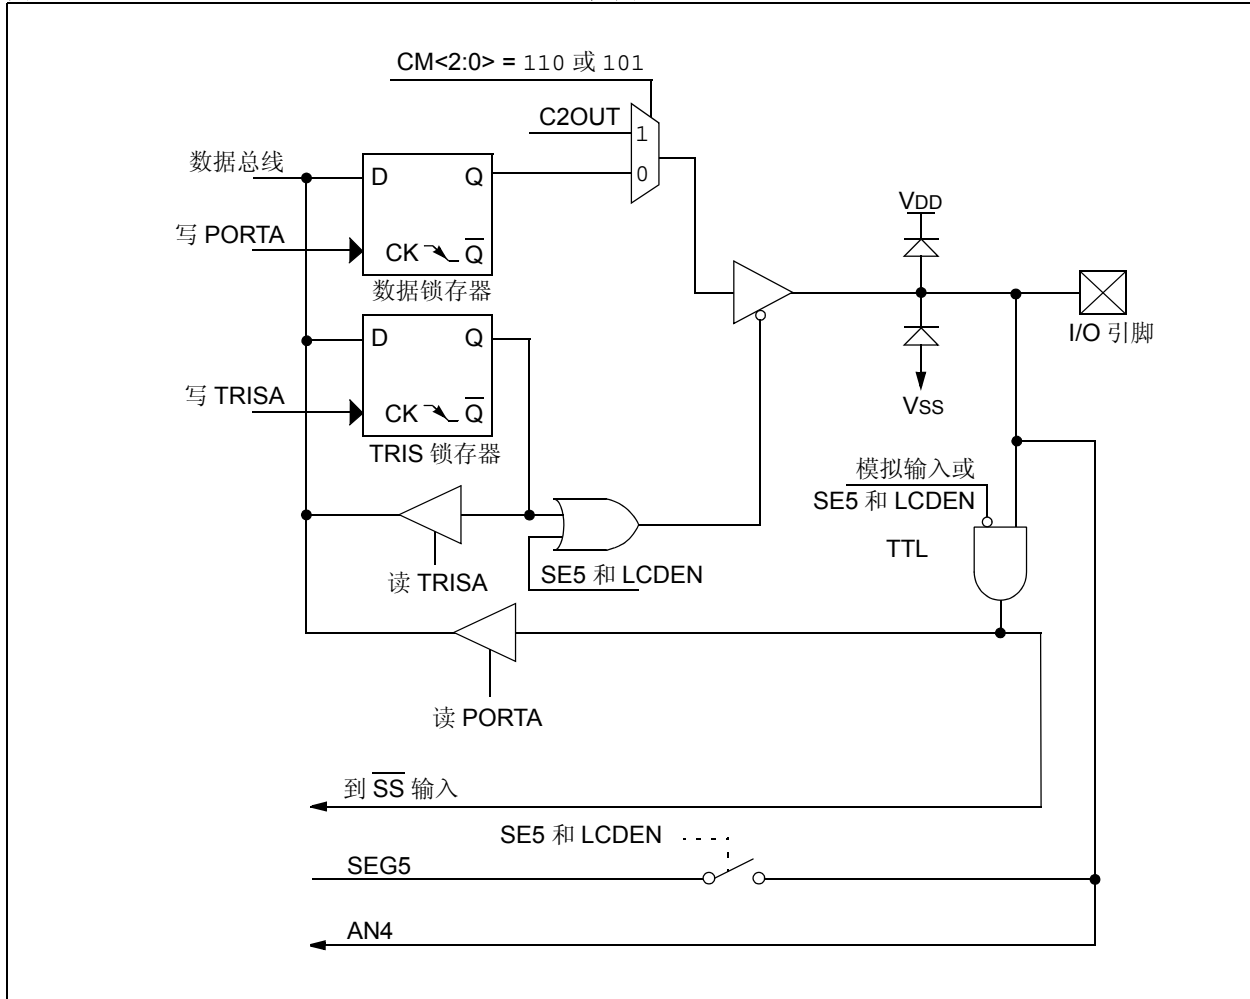 CM<2:0> = 110 或 101
C2OUT
1
数据总线
D Q
0
VDD
写 PORTA
CK Q̅
数据锁存器
I/O 引脚
D Q
写 TRISA
CK Q̅
VSS
TRIS 锁存器
模拟输入或
SE5 和 LCDEN
TTL
读 TRISA
SE5 和 LCDEN
读 PORTA
到 S̅S̅ 输入
SE5 和 LCDEN
SEG5
AN4